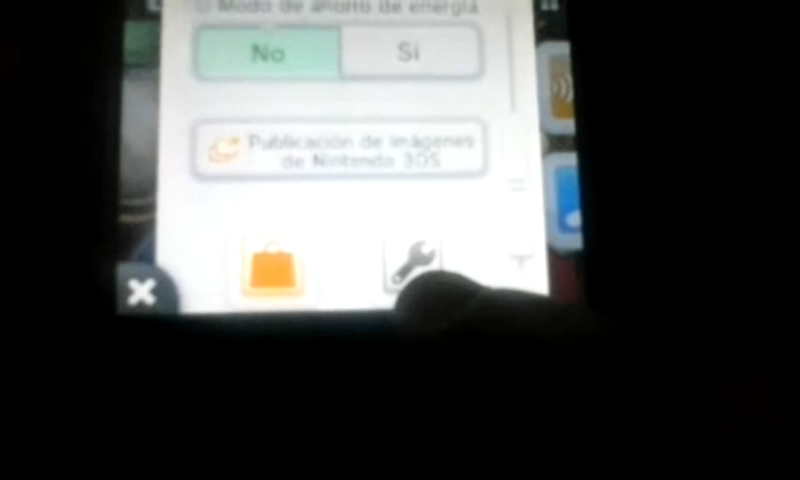 Modo de ahorro de energía
No
Sí
Publicación de imágenes
de Nintendo 3DS